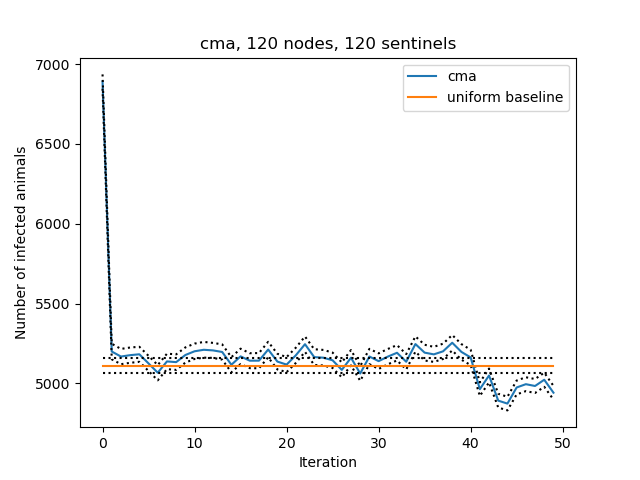 cma, 120 nodes, 120 sentinels
cma
uniform baseline
7000
6500
6000
5500
5000
Number of infected animals
0 10 20 30 40 50
Iteration